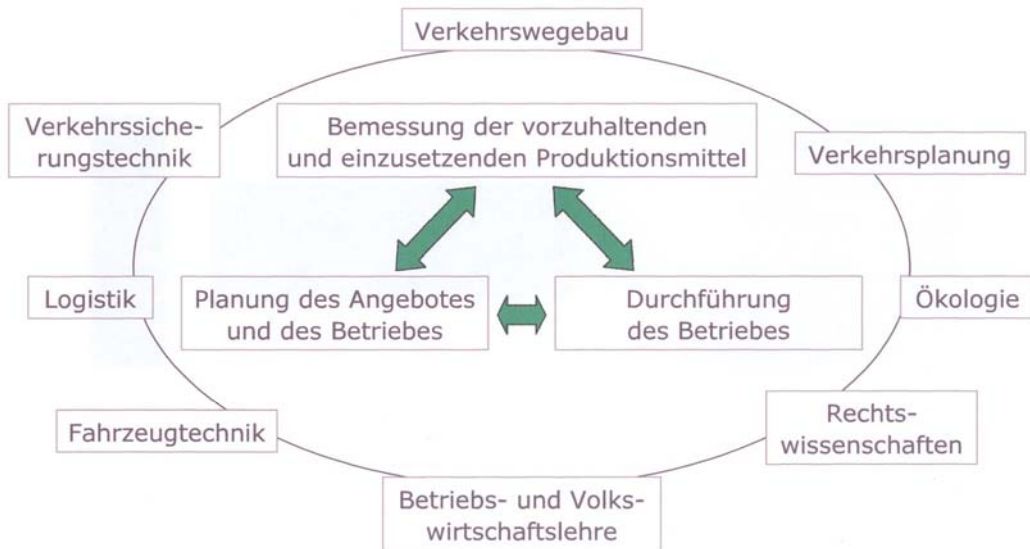 Verkehrswegebau
Verkehrssiche-
rungstechnik
Bemessung der vorzuhaltenden
und einzusetzenden Produktionsmittel
Verkehrsplanung
Logistik
Planung des Angebotes
und des Betriebes
Durchführung
des Betriebes
Ökologie
Fahrzeugtechnik
Rechts-
wissenschaften
Betriebs- und Volks-
wirtschaftslehre